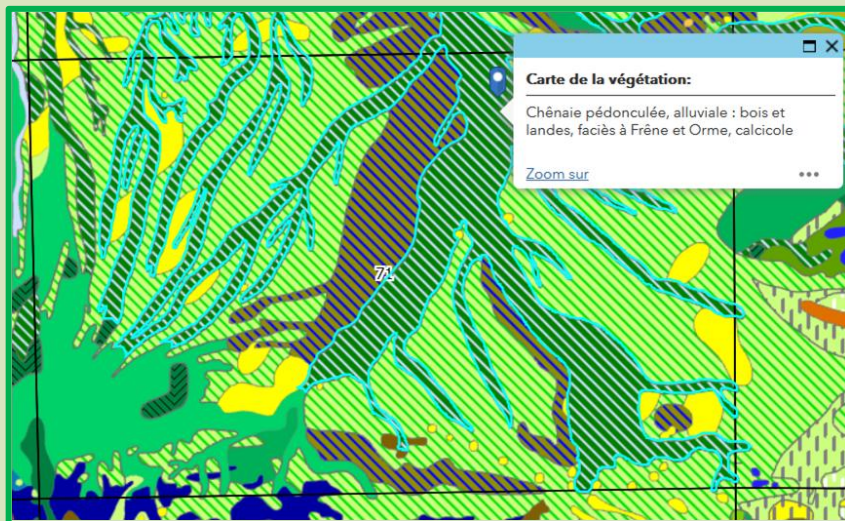 Carte de la végétation:
Chênaie pédonculée, alluviale : bois et
landes, faciès à Frêne et Orme, calcicole
Zoom sur
71